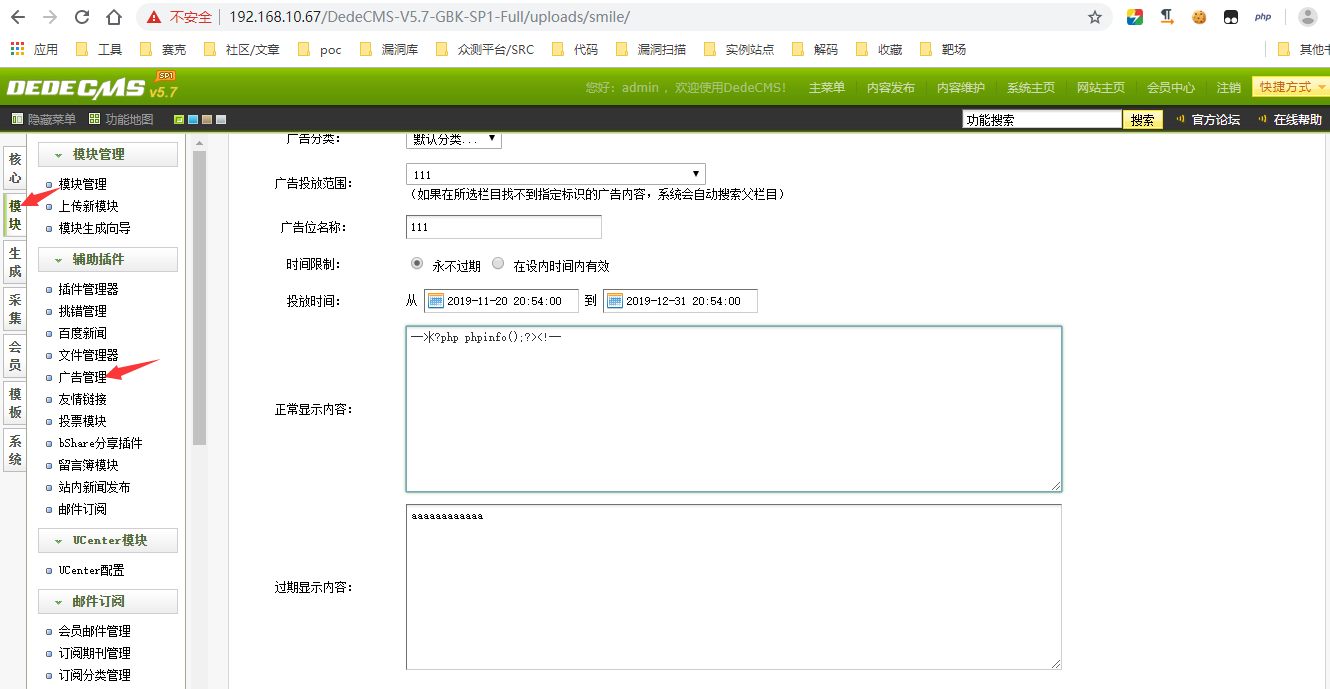 不安全 192.168.10.67/DedeCMS-V5.7-GBK-SP1-Full/uploads/smile/ php
应用 工具 赛克 社区/文章 poc 漏洞库 众测平台/SRC 代码 漏洞扫描 实例站点 解码 收藏 靶场 其他书
DEDECMS SP1 v5.7
您好：admin ，欢迎使用DedeCMS！ 主菜单 内容发布 内容维护 系统主页 网站主页 会员中心 注销 快捷方式
隐藏菜单 功能地图 功能搜索 搜索 官方论坛 在线帮助
核心
模块
生成
采集
会员
模板
系统
模块管理
模块管理
上传新模块
模块生成向导
辅助插件
插件管理器
挑错管理
百度新闻
文件管理器
广告管理
友情链接
投票模块
bShare分享插件
留言簿模块
站内新闻发布
邮件订阅
UCenter模块
UCenter配置
邮件订阅
会员邮件管理
订阅期刊管理
订阅分类管理
广告分类： 默认分类...
广告投放范围： 111
（如果在所选栏目找不到指定标识的广告内容，系统会自动搜索父栏目）
广告位名称： 111
时间限制： 永不过期 在设内时间内有效
投放时间： 从 2019-11-20 20:54:00 到 2019-12-31 20:54:00
正常显示内容： ?php phpinfo();?><!—
过期显示内容： aaaaaaaaaaaa